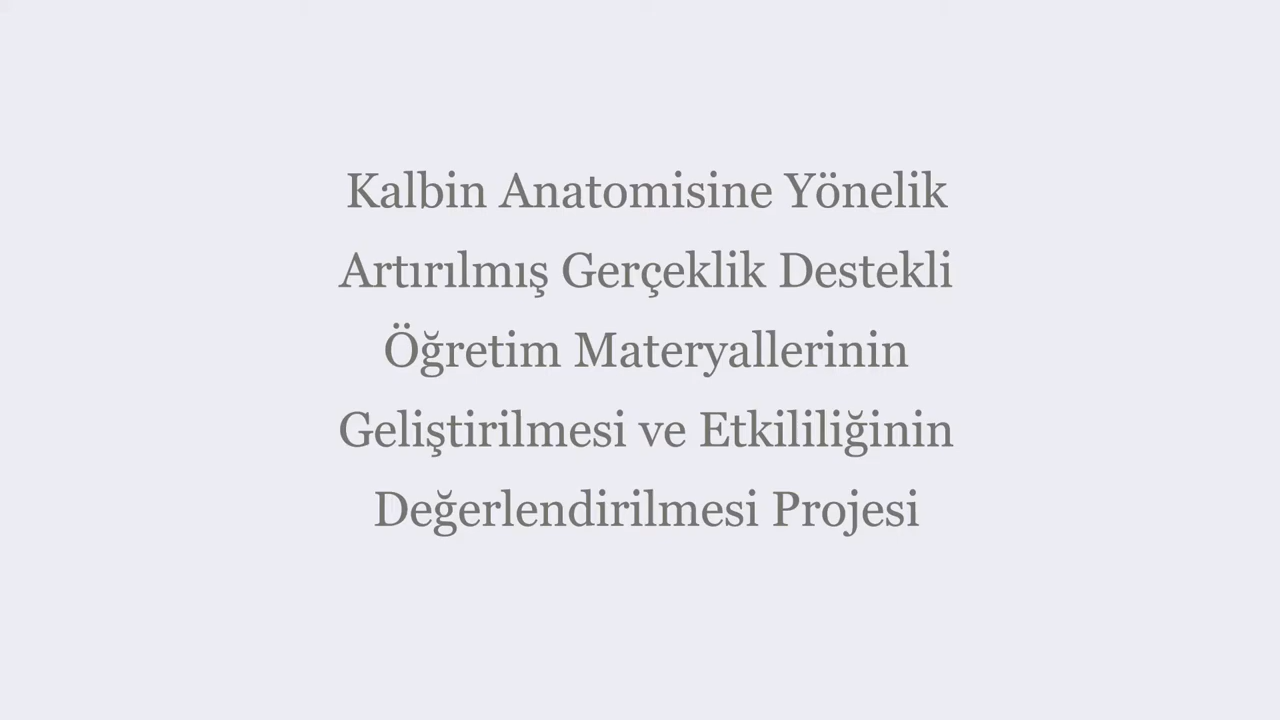 Kalbin Anatomisine Yönelik
Artırılmış Gerçeklik Destekli
Öğretim Materyallerinin
Geliştirilmesi ve Etkililiğinin
Değerlendirilmesi Projesi